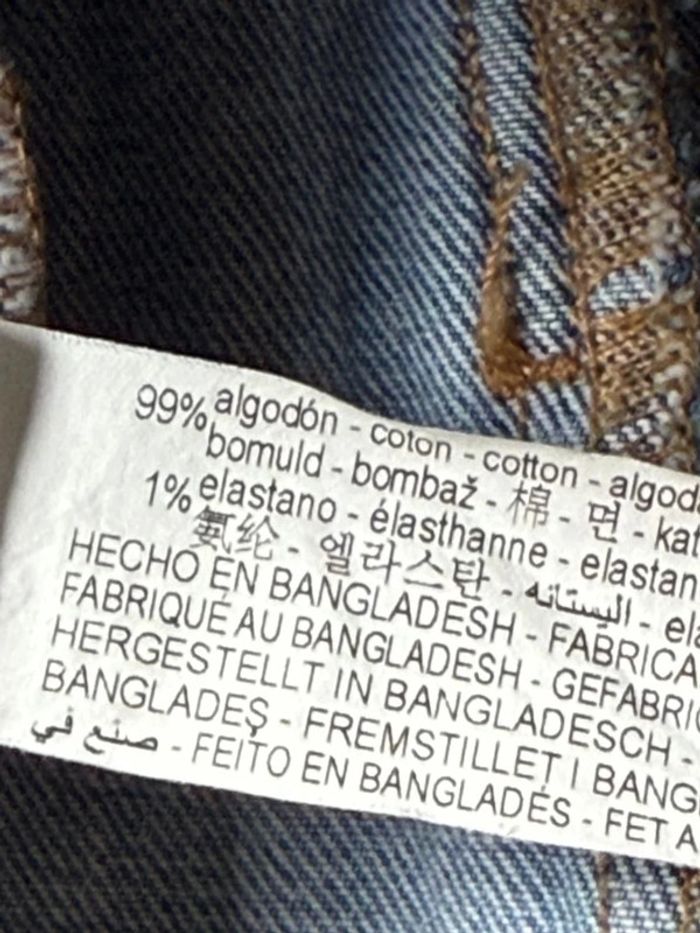 99% algodón - coton - cotton - algod
bomuld - bombaž - 棉 - 면 - kat
1% elastano - élasthanne - elastan
氨纶 - 엘라스탄 - اليستانه - ela
HECHO EN BANGLADESH - FABRICA
FABRIQUÉ AU BANGLADESH - GEFABRI
HERGESTELLT IN BANGLADESCH -
BANGLADEŞ - FREMSTILLET I BANG
صنع في - FEITO EN BANGLADÉS - FET A